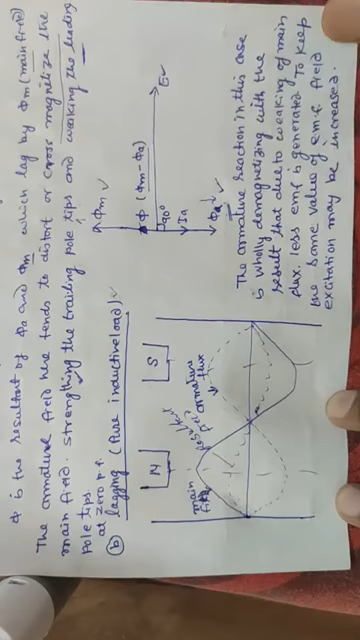 Φ is the resultant of Φa and Φm which lag by Φm (main field)
The armature field here tends to distort or cross magnetize the
main field. strengthing the trailing pole tips and weaking the leading
pole tips
at zero p.f.
(b) lagging (Pure inductive load)
N
S
main
field
Resultant
armature
flux
Φm
Φ (Φm-Φa)
90°
Er
Ia
Φa
The armature reaction in this case
is wholly demagnetizing with the
result that due to weaking of main
flux, less emf is generated. To keep
the same value of e.m.f. field
excitation may be increased.